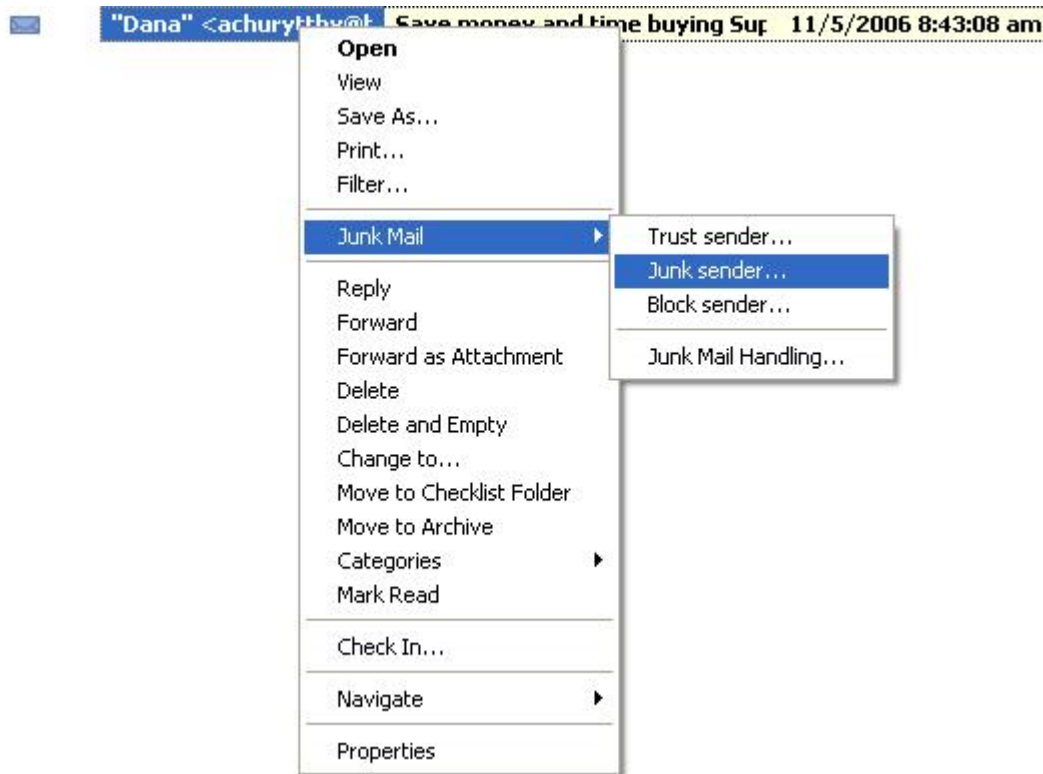 "Dana" <achurytthy@t Save money and time buying Sup 11/5/2006 8:43:08 am
Open
View
Save As...
Print...
Filter...
Junk Mail
Trust sender...
Junk sender...
Block sender...
Junk Mail Handling...
Reply
Forward
Forward as Attachment
Delete
Delete and Empty
Change to...
Move to Checklist Folder
Move to Archive
Categories
Mark Read
Check In...
Navigate
Properties